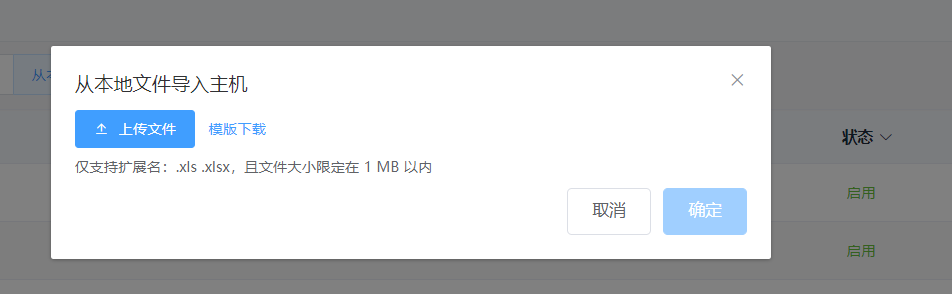 从本地文件导入主机
上传文件 模版下载
仅支持扩展名：.xls .xlsx，且文件大小限定在 1 MB 以内
取消 确定
状态
启用
启用